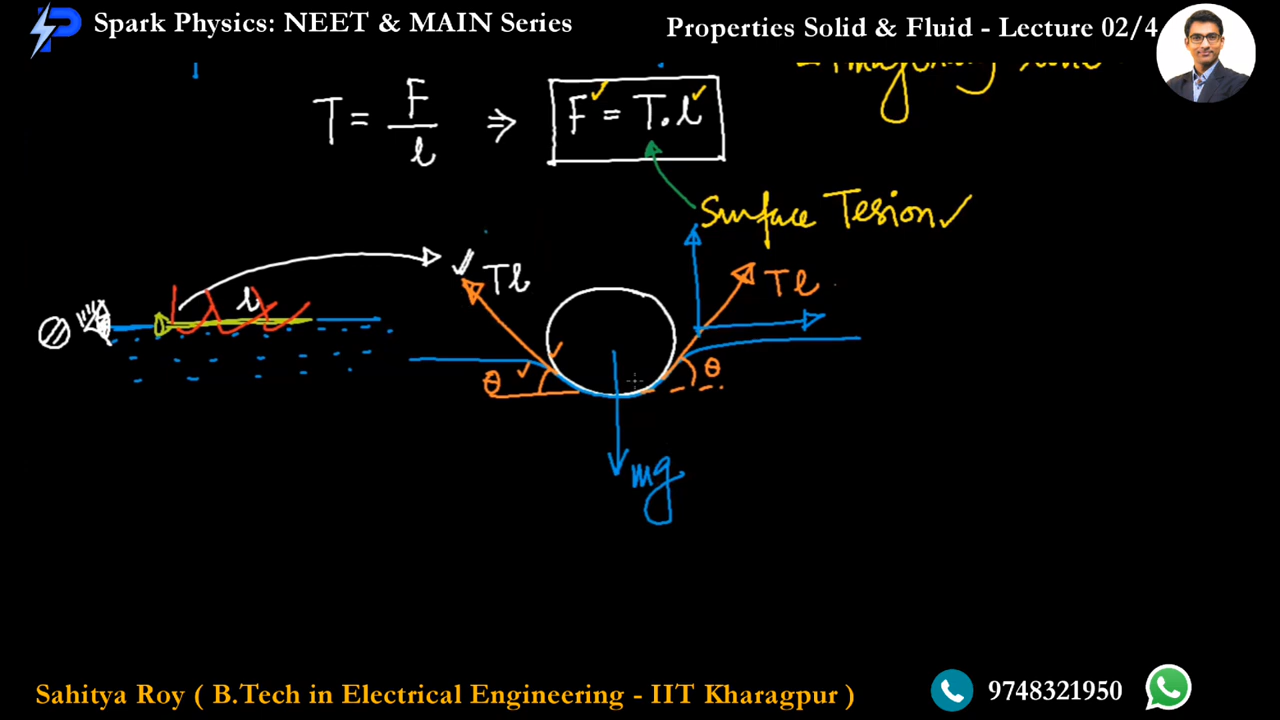 Spark Physics: NEET & MAIN Series
Properties Solid & Fluid - Lecture 02/4
T = F/l ⇒ F = T.l
Surface Tesion
Tl
Tl
l
θ
θ
mg
Sahitya Roy ( B.Tech in Electrical Engineering - IIT Kharagpur )
9748321950